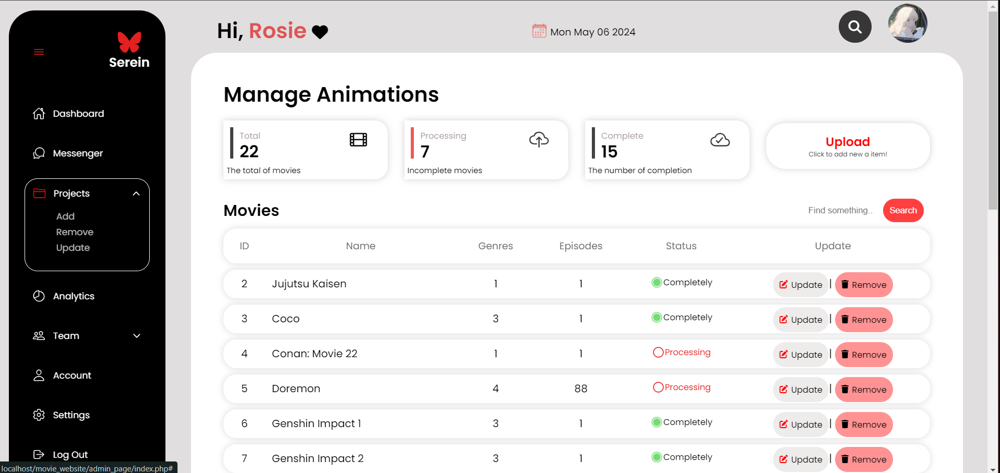 Serein
Dashboard
Messenger
Projects
Add
Remove
Update
Analytics
Team
Account
Settings
Log Out
localhost/movie_website/admin_page/index.php#
Hi, Rosie
Mon May 06 2024
Manage Animations
Total
22
The total of movies
Processing
7
Incomplete movies
Complete
15
The number of completion
Upload
Click to add new a item!
Movies
Find something... Search
ID Name Genres Episodes Status Update
2 Jujutsu Kaisen 1 1 Completely Update | Remove
3 Coco 3 1 Completely Update | Remove
4 Conan: Movie 22 1 1 Processing Update | Remove
5 Doremon 4 88 Processing Update | Remove
6 Genshin Impact 1 3 1 Completely Update | Remove
7 Genshin Impact 2 3 1 Completely Update | Remove